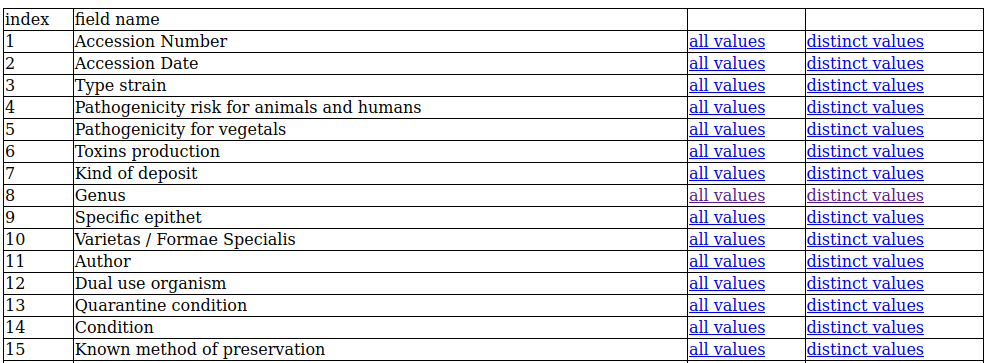 index field name
1 Accession Number all values distinct values
2 Accession Date all values distinct values
3 Type strain all values distinct values
4 Pathogenicity risk for animals and humans all values distinct values
5 Pathogenicity for vegetals all values distinct values
6 Toxins production all values distinct values
7 Kind of deposit all values distinct values
8 Genus all values distinct values
9 Specific epithet all values distinct values
10 Varietas / Formae Specialis all values distinct values
11 Author all values distinct values
12 Dual use organism all values distinct values
13 Quarantine condition all values distinct values
14 Condition all values distinct values
15 Known method of preservation all values distinct values